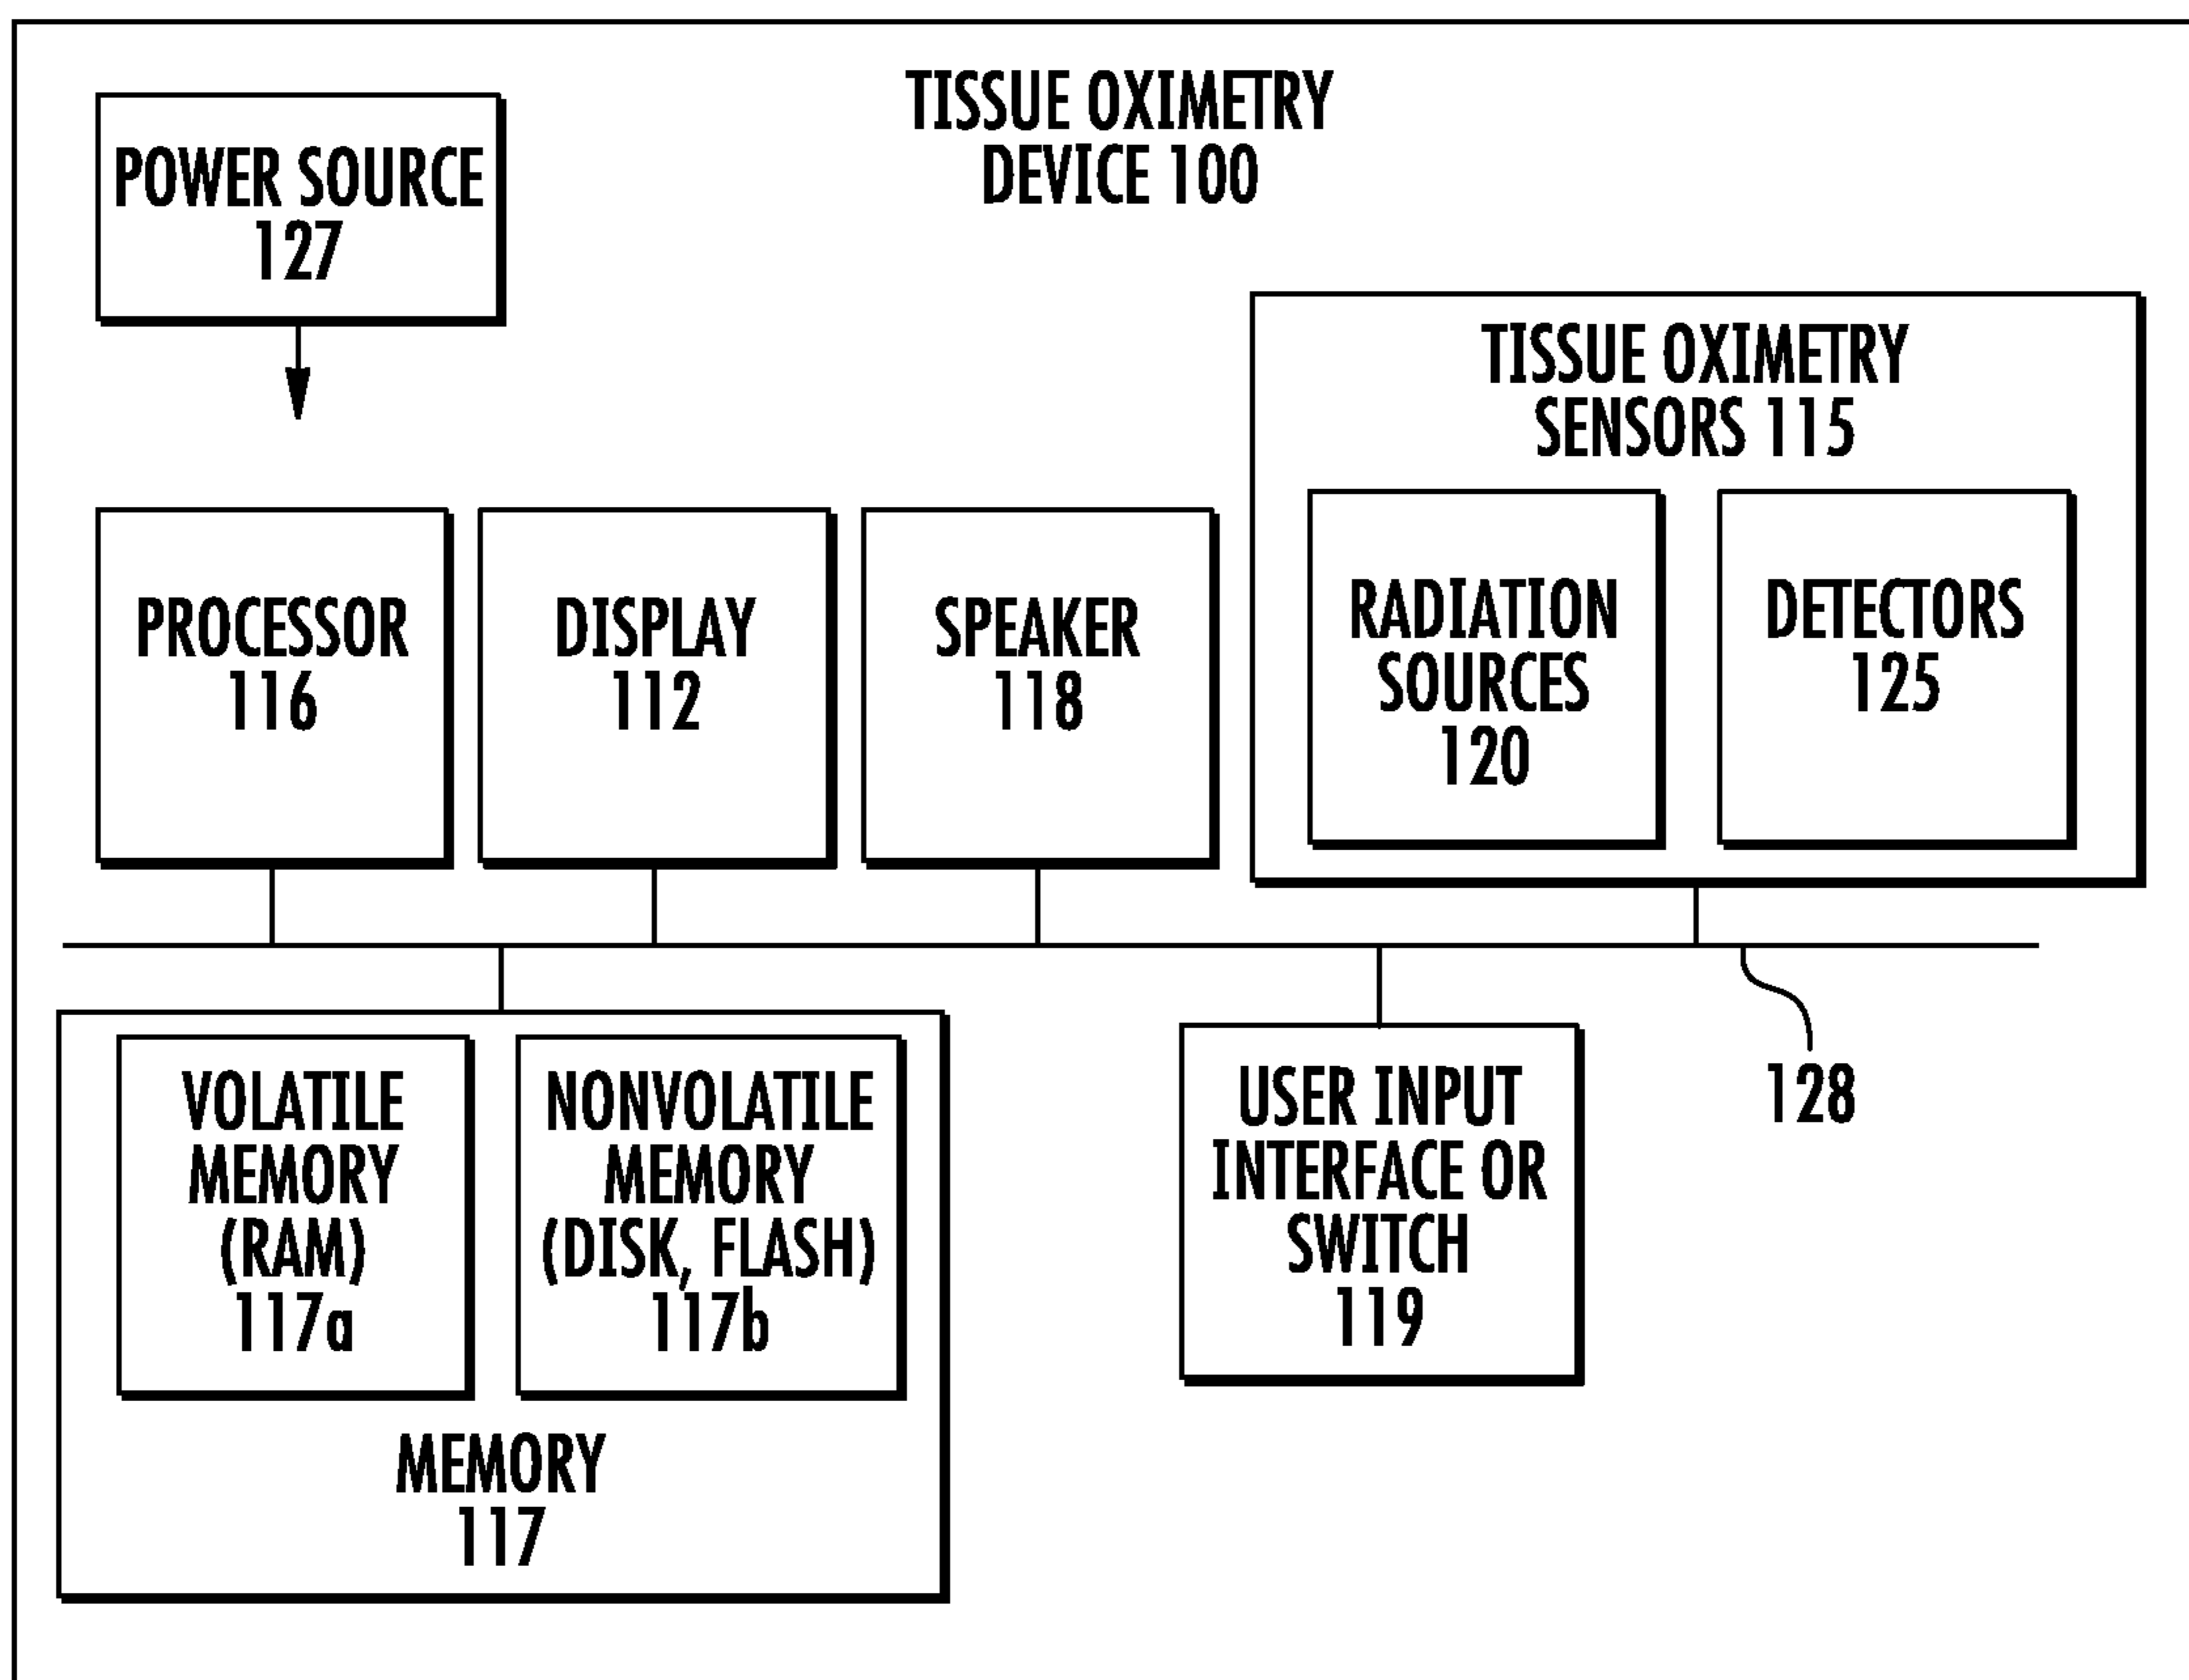 TISSUE OXIMETRY
DEVICE 100
POWER SOURCE
127
TISSUE OXIMETRY
SENSORS 115
PROCESSOR
116
DISPLAY
112
SPEAKER
118
RADIATION
SOURCES
120
DETECTORS
125
VOLATILE
MEMORY
(RAM)
117a
NONVOLATILE
MEMORY
(DISK, FLASH)
117b
MEMORY
117
USER INPUT
INTERFACE OR
SWITCH
119
128